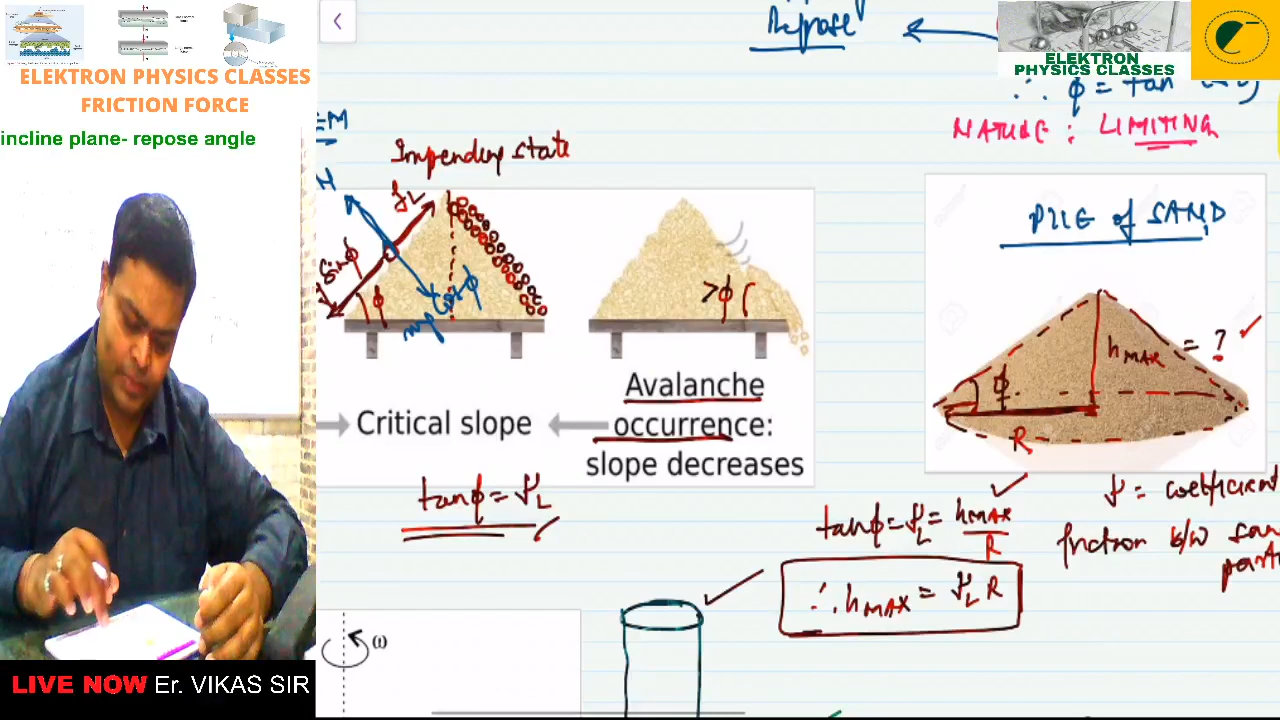 ELEKTRON PHYSICS CLASSES
FRICTION FORCE
incline plane- repose angle
Repose
ELEKTRON
PHYSICS CLASSES
∴ ϕ = tan
NATURE : LIMITING
EM
Impending state
N
fL
Sinϕ
ϕ
mg Cosϕ
>ϕ
PILE of SAND
hMAX = ?
ϕ
R
Critical slope
Avalanche
occurrence:
slope decreases
tanϕ = μL
tanϕ = μL = hMAX
R
∴ hMAX = μL R
μ = coefficient
friction b/w
ω
LIVE NOW Er. VIKAS SIR